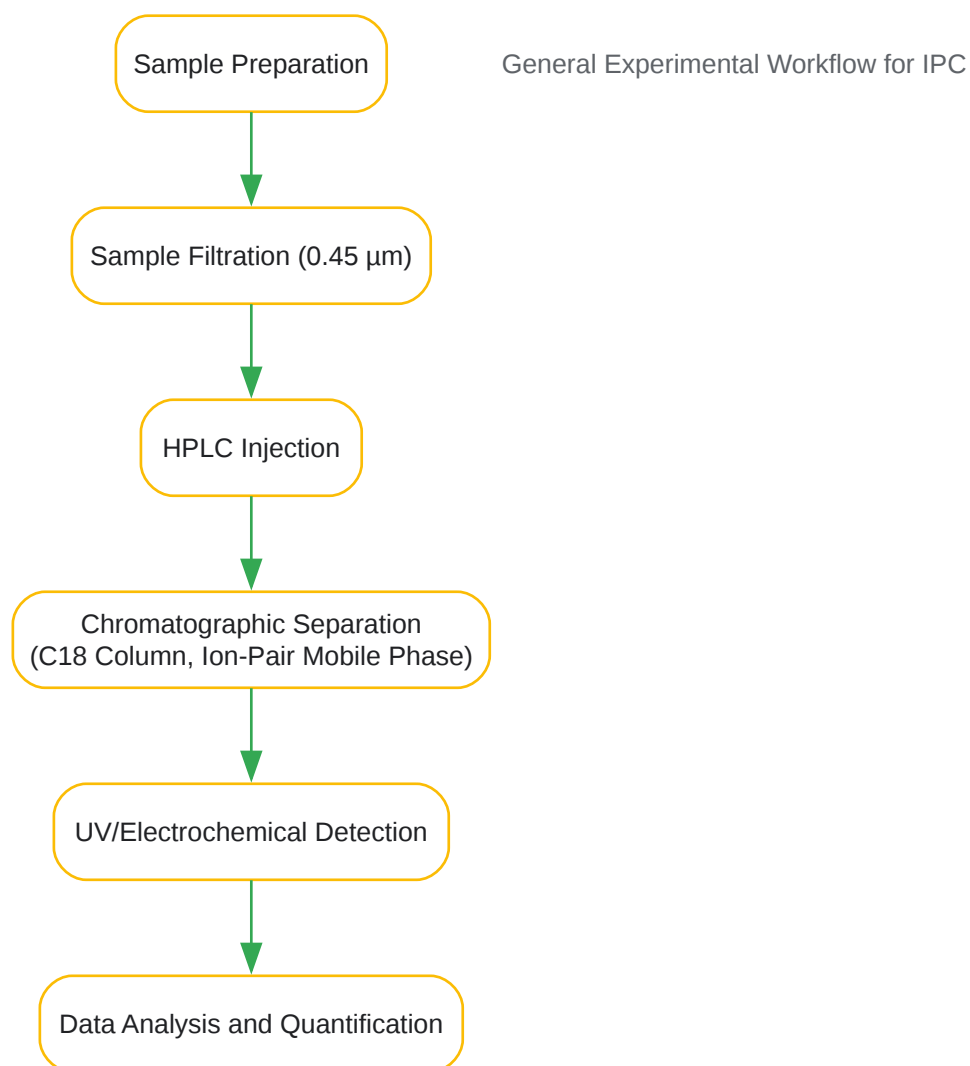 Sample Preparation
General Experimental Workflow for IPC
Sample Filtration (0.45 µm)
HPLC Injection
Chromatographic Separation
(C18 Column, Ion-Pair Mobile Phase)
UV/Electrochemical Detection
Data Analysis and Quantification